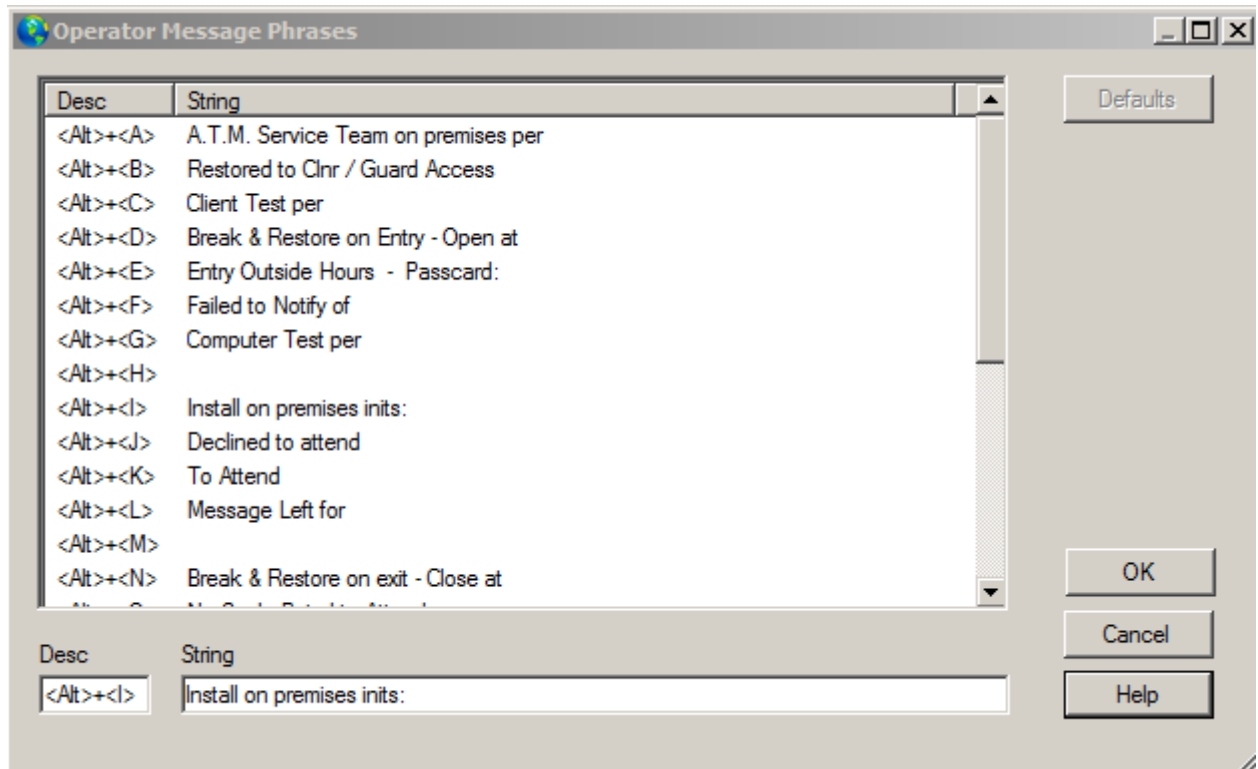 Operator Message Phrases
Desc String
Defaults
<Alt>+<A> A.T.M. Service Team on premises per
<Alt>+<B> Restored to Clnr / Guard Access
<Alt>+<C> Client Test per
<Alt>+<D> Break & Restore on Entry - Open at
<Alt>+<E> Entry Outside Hours - Passcard:
<Alt>+<F> Failed to Notify of
<Alt>+<G> Computer Test per
<Alt>+<H>
<Alt>+<I> Install on premises inits:
<Alt>+<J> Declined to attend
<Alt>+<K> To Attend
<Alt>+<L> Message Left for
<Alt>+<M>
<Alt>+<N> Break & Restore on exit - Close at
OK
Cancel
Help
Desc String
<Alt>+<I> Install on premises inits: